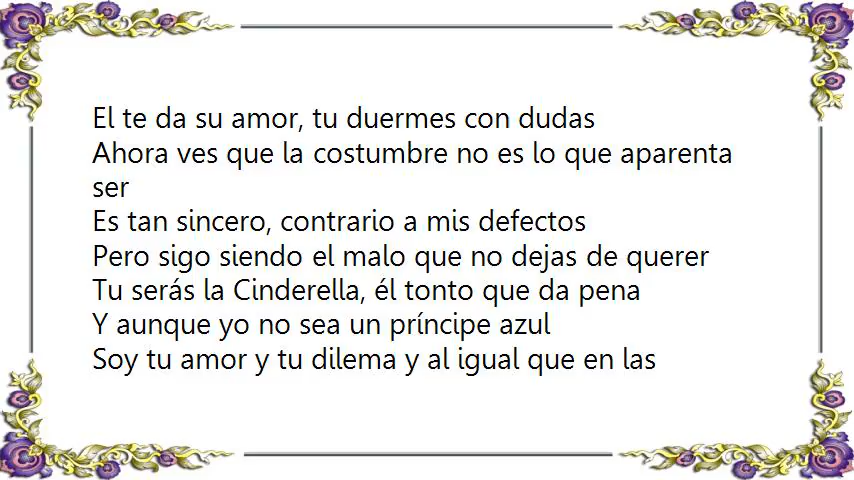 El te da su amor, tu duermes con dudas
Ahora ves que la costumbre no es lo que aparenta
ser
Es tan sincero, contrario a mis defectos
Pero sigo siendo el malo que no dejas de querer
Tu serás la Cinderella, él tonto que da pena
Y aunque yo no sea un príncipe azul
Soy tu amor y tu dilema y al igual que en las